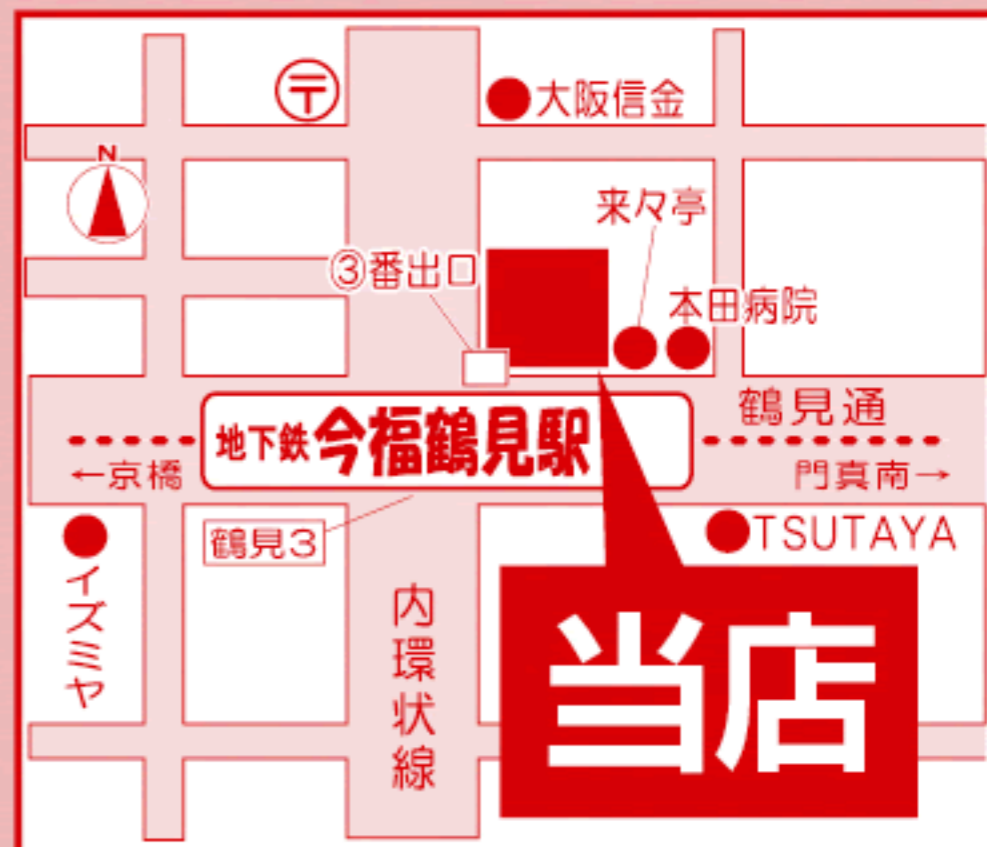 〒
大阪信金
N
来々亭
③番出口
本田病院
鶴見通
地下鉄 今福鶴見駅
←京橋
門真南→
鶴見3
TSUTAYA
イズミヤ
内環状線
当店